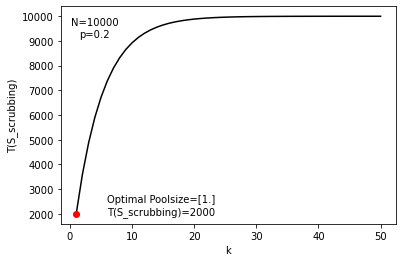 10000
9000
8000
7000
6000
5000
4000
3000
2000
T(S_scrubbing)
N=10000
p=0.2
Optimal Poolsize=[1.]
T(S_scrubbing)=2000
0 10 20 30 40 50
k